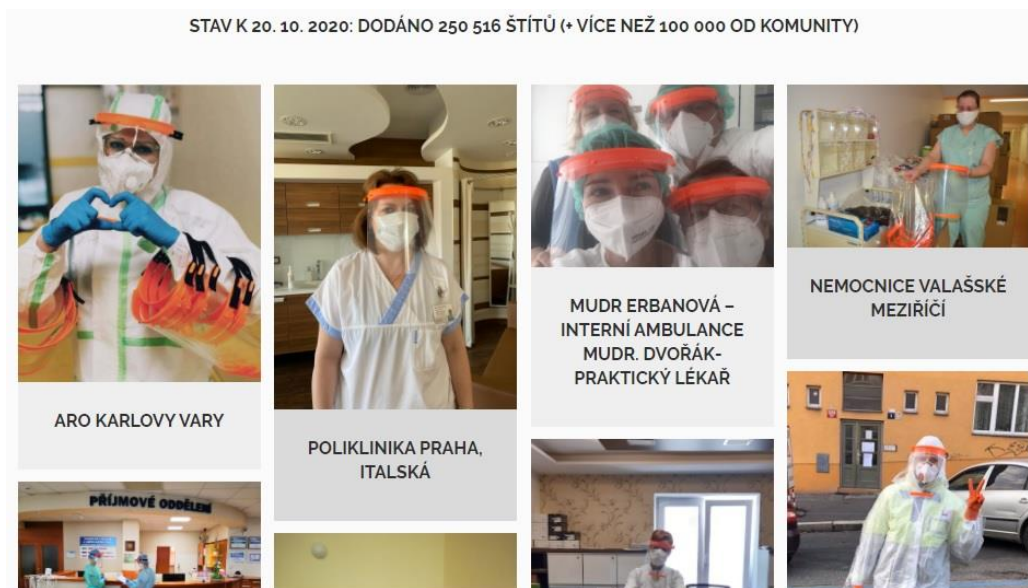 STAV K 20. 10. 2020: DODÁNO 250 516 ŠTÍTŮ (+ VÍCE NEŽ 100 000 OD KOMUNITY)
ARO KARLOVY VARY
POLIKLINIKA PRAHA,
ITALSKÁ
MUDR ERBANOVÁ –
INTERNÍ AMBULANCE
MUDR. DVOŘÁK-
PRAKTICKÝ LÉKAŘ
NEMOCNICE VALAŠSKÉ
MEZIŘÍČÍ
PŘÍJMOVÉ ODDĚLENÍ